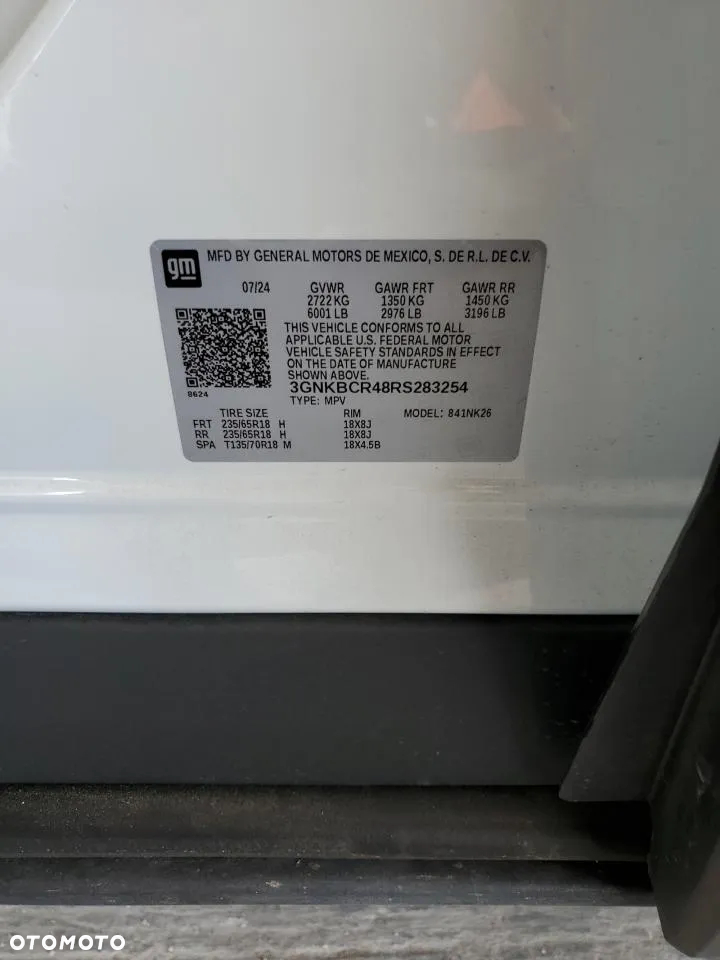 gm MFD BY GENERAL MOTORS DE MEXICO, S. DE R.L. DE C.V.
07/24 GVWR GAWR FRT GAWR RR
2722 KG 1350 KG 1450 KG
6001 LB 2976 LB 3196 LB
THIS VEHICLE CONFORMS TO ALL
APPLICABLE U.S. FEDERAL MOTOR
VEHICLE SAFETY STANDARDS IN EFFECT
ON THE DATE OF MANUFACTURE
SHOWN ABOVE.
3GNKBCR48RS283254
8624
TYPE: MPV
TIRE SIZE RIM MODEL: 841NK26
FRT 235/65R18 H 18X8J
RR 235/65R18 H 18X8J
SPA T135/70R18 M 18X4.5B
OTOMOTO